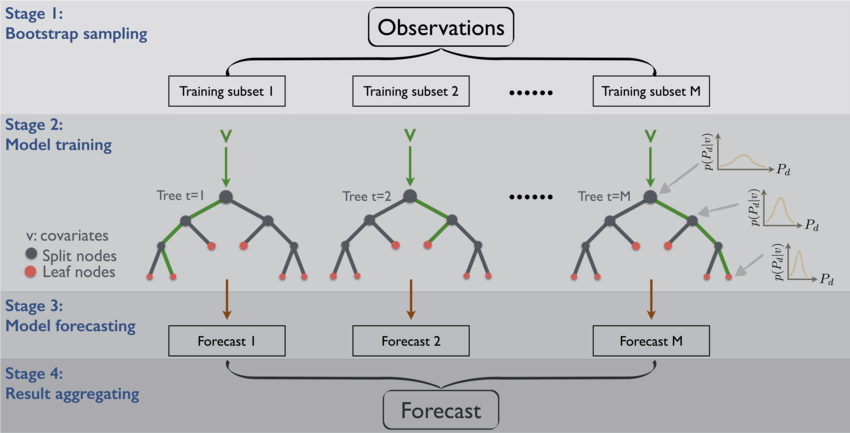 Stage 1:
Bootstrap sampling
Observations
Training subset 1
Training subset 2
......
Training subset M
Stage 2:
Model training
v
v
v
p(P_d|v)
P_d
Tree t=1
Tree t=2
......
Tree t=M
p(P_d|v)
P_d
v: covariates
Split nodes
Leaf nodes
p(P_d|v)
P_d
Stage 3:
Model forecasting
Forecast 1
Forecast 2
Forecast M
Stage 4:
Result aggregating
Forecast